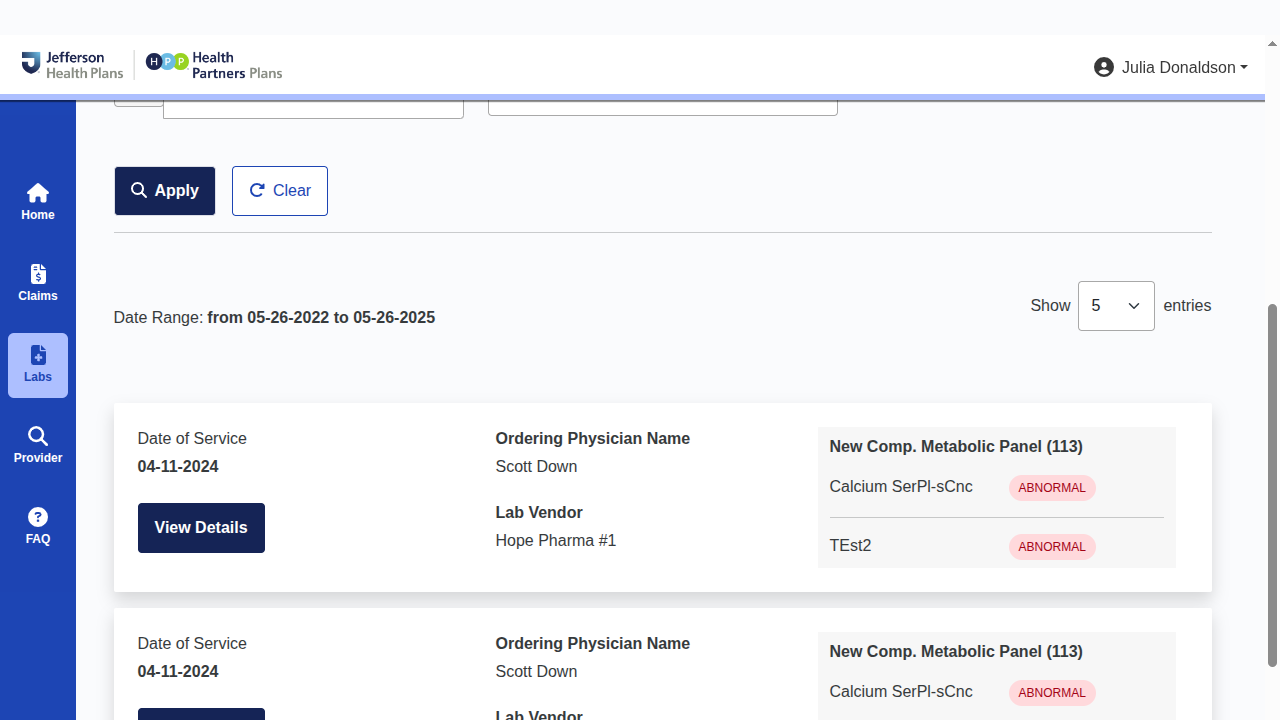 Jefferson
Health Plans
HPP
Health
Partners Plans
Julia Donaldson
Home
Claims
Labs
Provider
FAQ
Apply
Clear
Date Range: from 05-26-2022 to 05-26-2025
Show 5 entries
Date of Service
04-11-2024
View Details
Ordering Physician Name
Scott Down
Lab Vendor
Hope Pharma #1
New Comp. Metabolic Panel (113)
Calcium SerPl-sCnc ABNORMAL
TEst2 ABNORMAL
Date of Service
04-11-2024
Ordering Physician Name
Scott Down
Lab Vendor
New Comp. Metabolic Panel (113)
Calcium SerPl-sCnc ABNORMAL